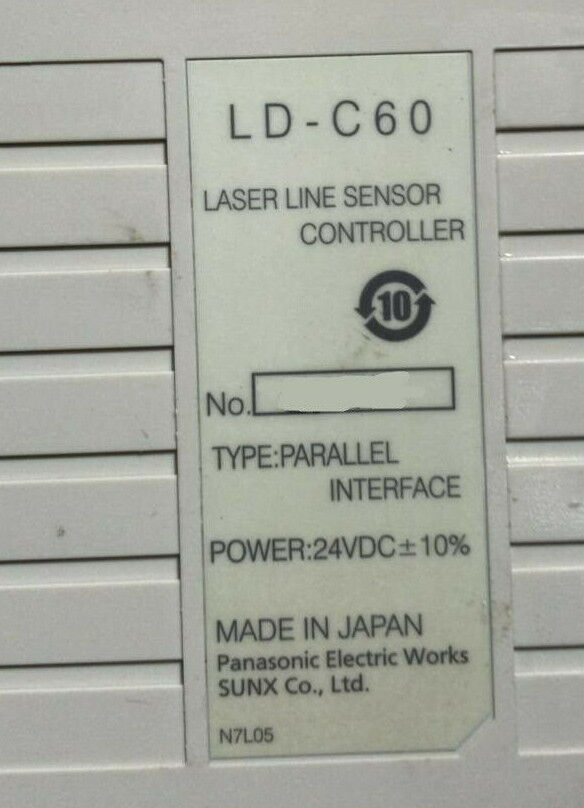 LD-C60
LASER LINE SENSOR
CONTROLLER
10
No.
TYPE:PARALLEL
INTERFACE
POWER:24VDC±10%
MADE IN JAPAN
Panasonic Electric Works
SUNX Co., Ltd.
N7L05